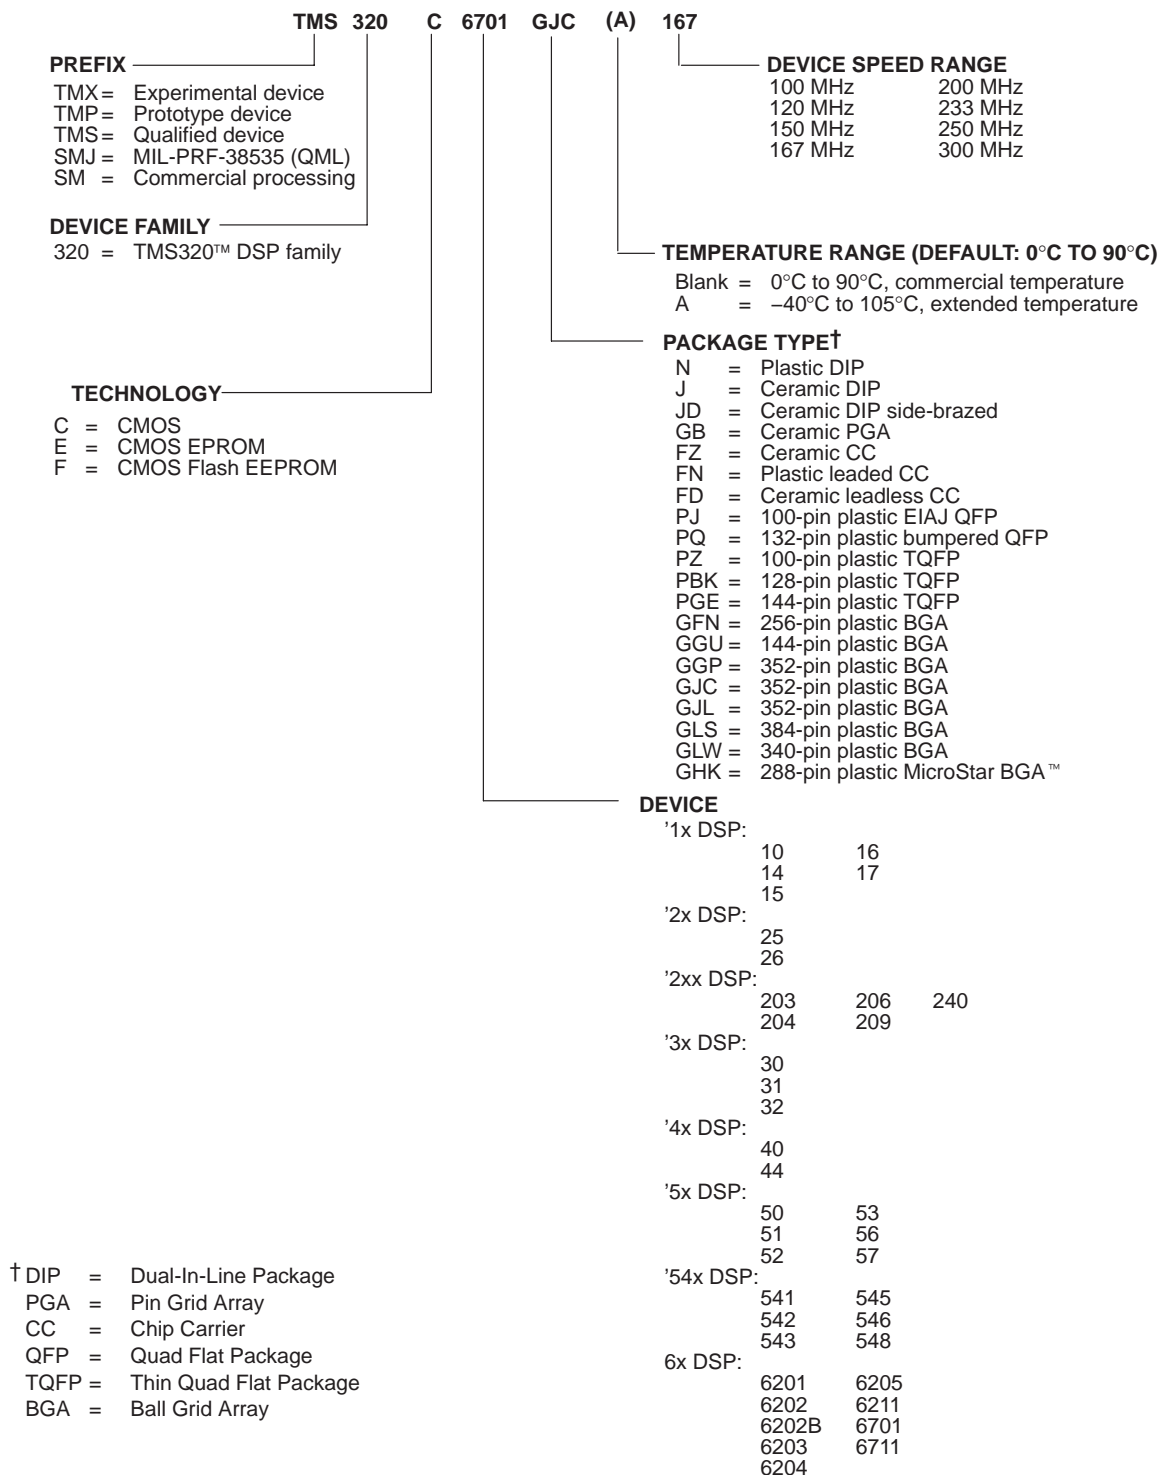 TMS 320 C 6701 GJC (A) 167
PREFIX
TMX = Experimental device
TMP = Prototype device
TMS = Qualified device
SMJ = MIL-PRF-38535 (QML)
SM = Commercial processing
DEVICE SPEED RANGE
100 MHz 200 MHz
120 MHz 233 MHz
150 MHz 250 MHz
167 MHz 300 MHz
DEVICE FAMILY
320 = TMS320™ DSP family
TEMPERATURE RANGE (DEFAULT: 0°C TO 90°C)
Blank = 0°C to 90°C, commercial temperature
A = −40°C to 105°C, extended temperature
PACKAGE TYPE†
N = Plastic DIP
J = Ceramic DIP
JD = Ceramic DIP side-brazed
GB = Ceramic PGA
FZ = Ceramic CC
FN = Plastic leaded CC
FD = Ceramic leadless CC
PJ = 100-pin plastic EIAJ QFP
PQ = 132-pin plastic bumpered QFP
PZ = 100-pin plastic TQFP
PBK = 128-pin plastic TQFP
PGE = 144-pin plastic TQFP
GFN = 256-pin plastic BGA
GGU = 144-pin plastic BGA
GGP = 352-pin plastic BGA
GJC = 352-pin plastic BGA
GJL = 352-pin plastic BGA
GLS = 384-pin plastic BGA
GLW = 340-pin plastic BGA
GHK = 288-pin plastic MicroStar BGA™
TECHNOLOGY
C = CMOS
E = CMOS EPROM
F = CMOS Flash EEPROM
DEVICE
'1x DSP:
10 16
14 17
15
'2x DSP:
25
26
'2xx DSP:
203 206 240
204 209
'3x DSP:
30
31
32
'4x DSP:
40
44
'5x DSP:
50 53
51 56
52 57
'54x DSP:
541 545
542 546
543 548
6x DSP:
6201 6205
6202 6211
6202B 6701
6203 6711
6204
† DIP = Dual-In-Line Package
PGA = Pin Grid Array
CC = Chip Carrier
QFP = Quad Flat Package
TQFP = Thin Quad Flat Package
BGA = Ball Grid Array